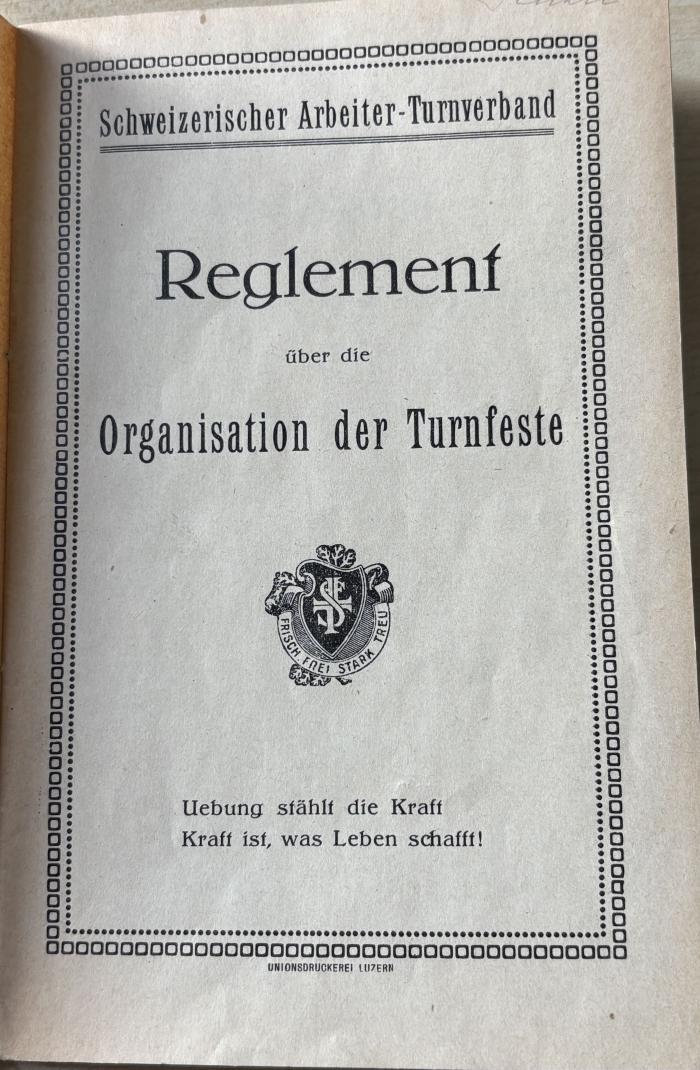 Schweizerischer Arbeiter-Turnverband
Reglement
über die
Organisation der Turnfeste
FRISCH FREI STARK TREU
Uebung stählt die Kraft
Kraft ist, was Leben schafft!
UNIONSDRUCKEREI LUZERN